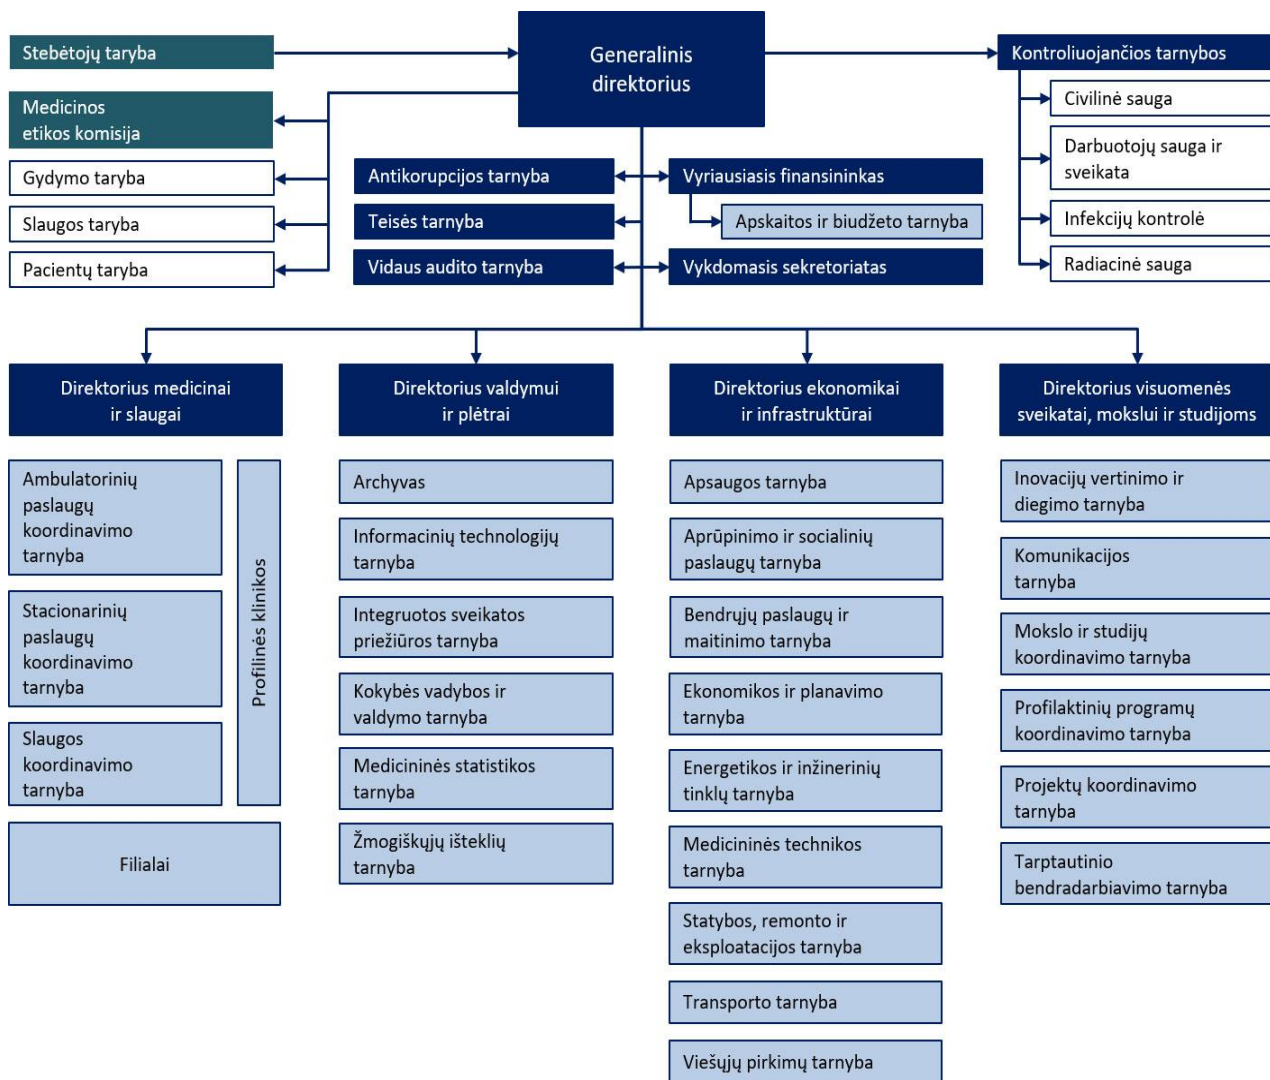 Stebėtojų taryba
Generalinis
direktorius
Kontroliuojančios tarnybos
Medicinos
etikos komisija
Gydymo taryba
Slaugos taryba
Pacientų taryba
Antikorupcijos tarnyba
Teisės tarnyba
Vidaus audito tarnyba
Vyriausiasis finansininkas
Apskaitos ir biudžeto tarnyba
Vykdomasis sekretoriatas
Civilinė sauga
Darbuotojų sauga ir
sveikata
Infekcijų kontrolė
Radiacinė sauga
Direktorius medicinai
ir slaugai
Ambulatorinių
paslaugų
koordinavimo
tarnyba
Stacionarinių
paslaugų
koordinavimo
tarnyba
Slaugos
koordinavimo
tarnyba
Profilinės klinikos
Filialai
Direktorius valdymui
ir plėtrai
Archyvas
Informacinių technologijų
tarnyba
Integruotos sveikatos
priežiūros tarnyba
Kokybės vadybos ir
valdymo tarnyba
Medicininės statistikos
tarnyba
Žmogiškųjų išteklių
tarnyba
Direktorius ekonomikai
ir infrastruktūrai
Apsaugos tarnyba
Aprūpinimo ir socialinių
paslaugų tarnyba
Bendrųjų paslaugų ir
maitinimo tarnyba
Ekonomikos ir planavimo
tarnyba
Energetikos ir inžinerinių
tinklų tarnyba
Medicininės technikos
tarnyba
Statybos, remonto ir
eksploatacijos tarnyba
Transporto tarnyba
Viešųjų pirkimų tarnyba
Direktorius visuomenės
sveikatai, mokslui ir studijoms
Inovacijų vertinimo ir
diegimo tarnyba
Komunikacijos
tarnyba
Mokslo ir studijų
koordinavimo tarnyba
Profilaktinių programų
koordinavimo tarnyba
Projektų koordinavimo
tarnyba
Tarptautinio
bendradarbiavimo tarnyba